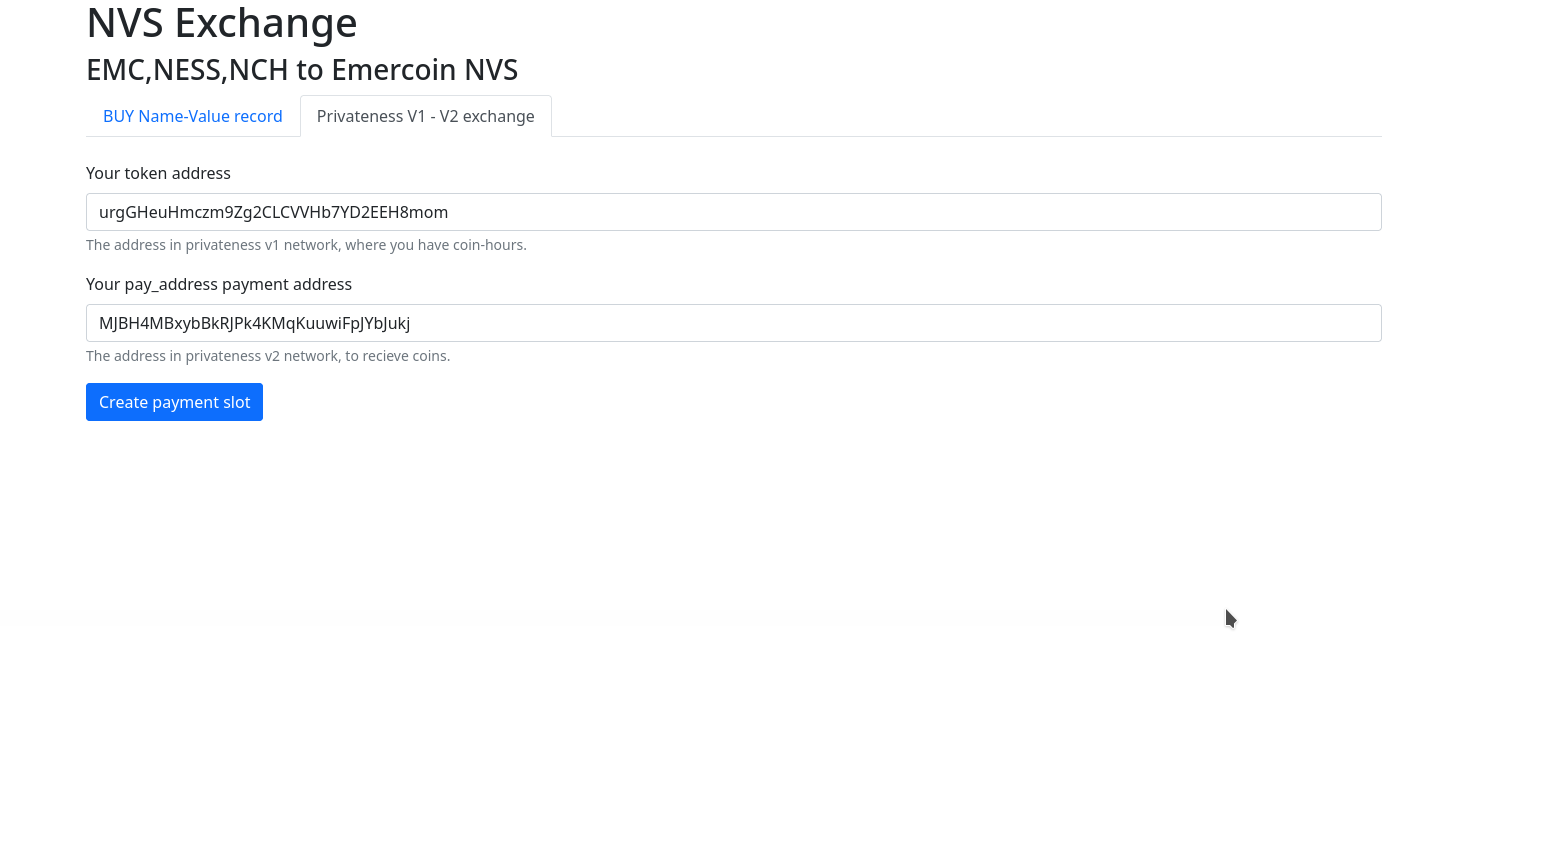 NVS Exchange
EMC,NESS,NCH to Emercoin NVS
BUY Name-Value record
Privateness V1 - V2 exchange
Your token address
urgGHeuHmczm9Zg2CLCVVHb7YD2EEH8mom
The address in privateness v1 network, where you have coin-hours.
Your pay_address payment address
MJBH4MBxybBkRJPk4KMqKuuwiFpJYbJukj
The address in privateness v2 network, to recieve coins.
Create payment slot